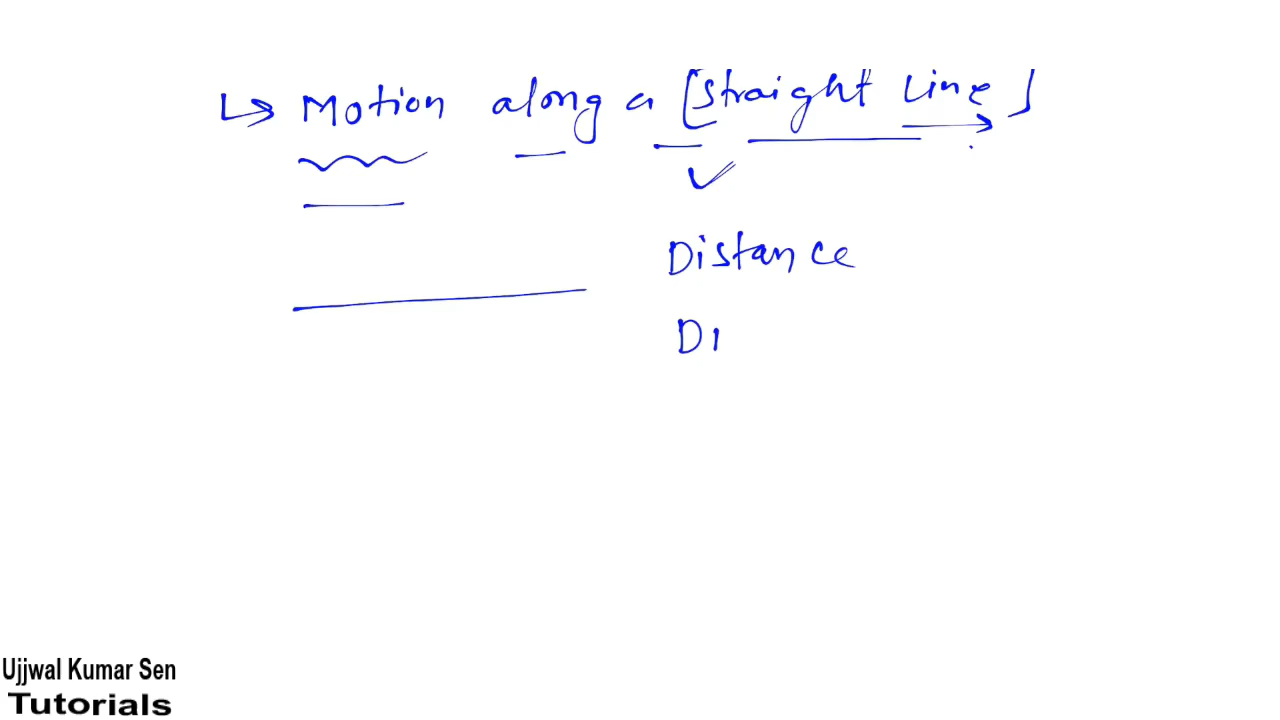 ↳ Motion along a [straight Line]
Distance
DI
Ujjwal Kumar Sen
Tutorials